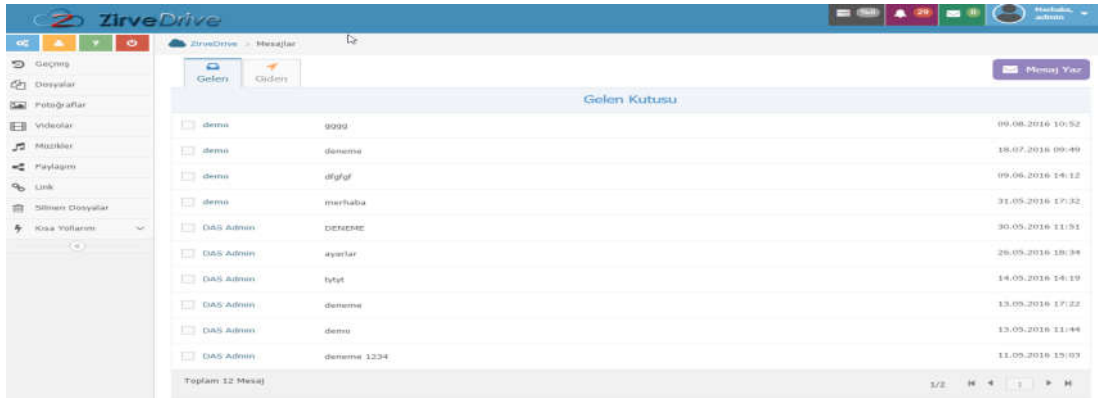 ZirveDrive
29
0
Merhaba,
admin
ZirveDrive > Mesajlar
Geçmiş
Dosyalar
Fotoğraflar
Videolar
Müzikler
Paylaşım
Link
Silinen Dosyalar
Kısa Yollarım
Gelen
Giden
Mesaj Yaz
Gelen Kutusu
demo gggg 09.08.2016 10:52
demo deneme 18.07.2016 09:49
demo dfgfgf 09.06.2016 14:12
demo merhaba 31.05.2016 17:32
DAS Admin DENEME 30.05.2016 11:51
DAS Admin ayarlar 26.05.2016 18:34
DAS Admin tytyt 14.05.2016 14:19
DAS Admin deneme 13.05.2016 17:22
DAS Admin demo 13.05.2016 11:44
DAS Admin deneme 1234 11.05.2016 15:03
Toplam 12 Mesaj 1/2 1